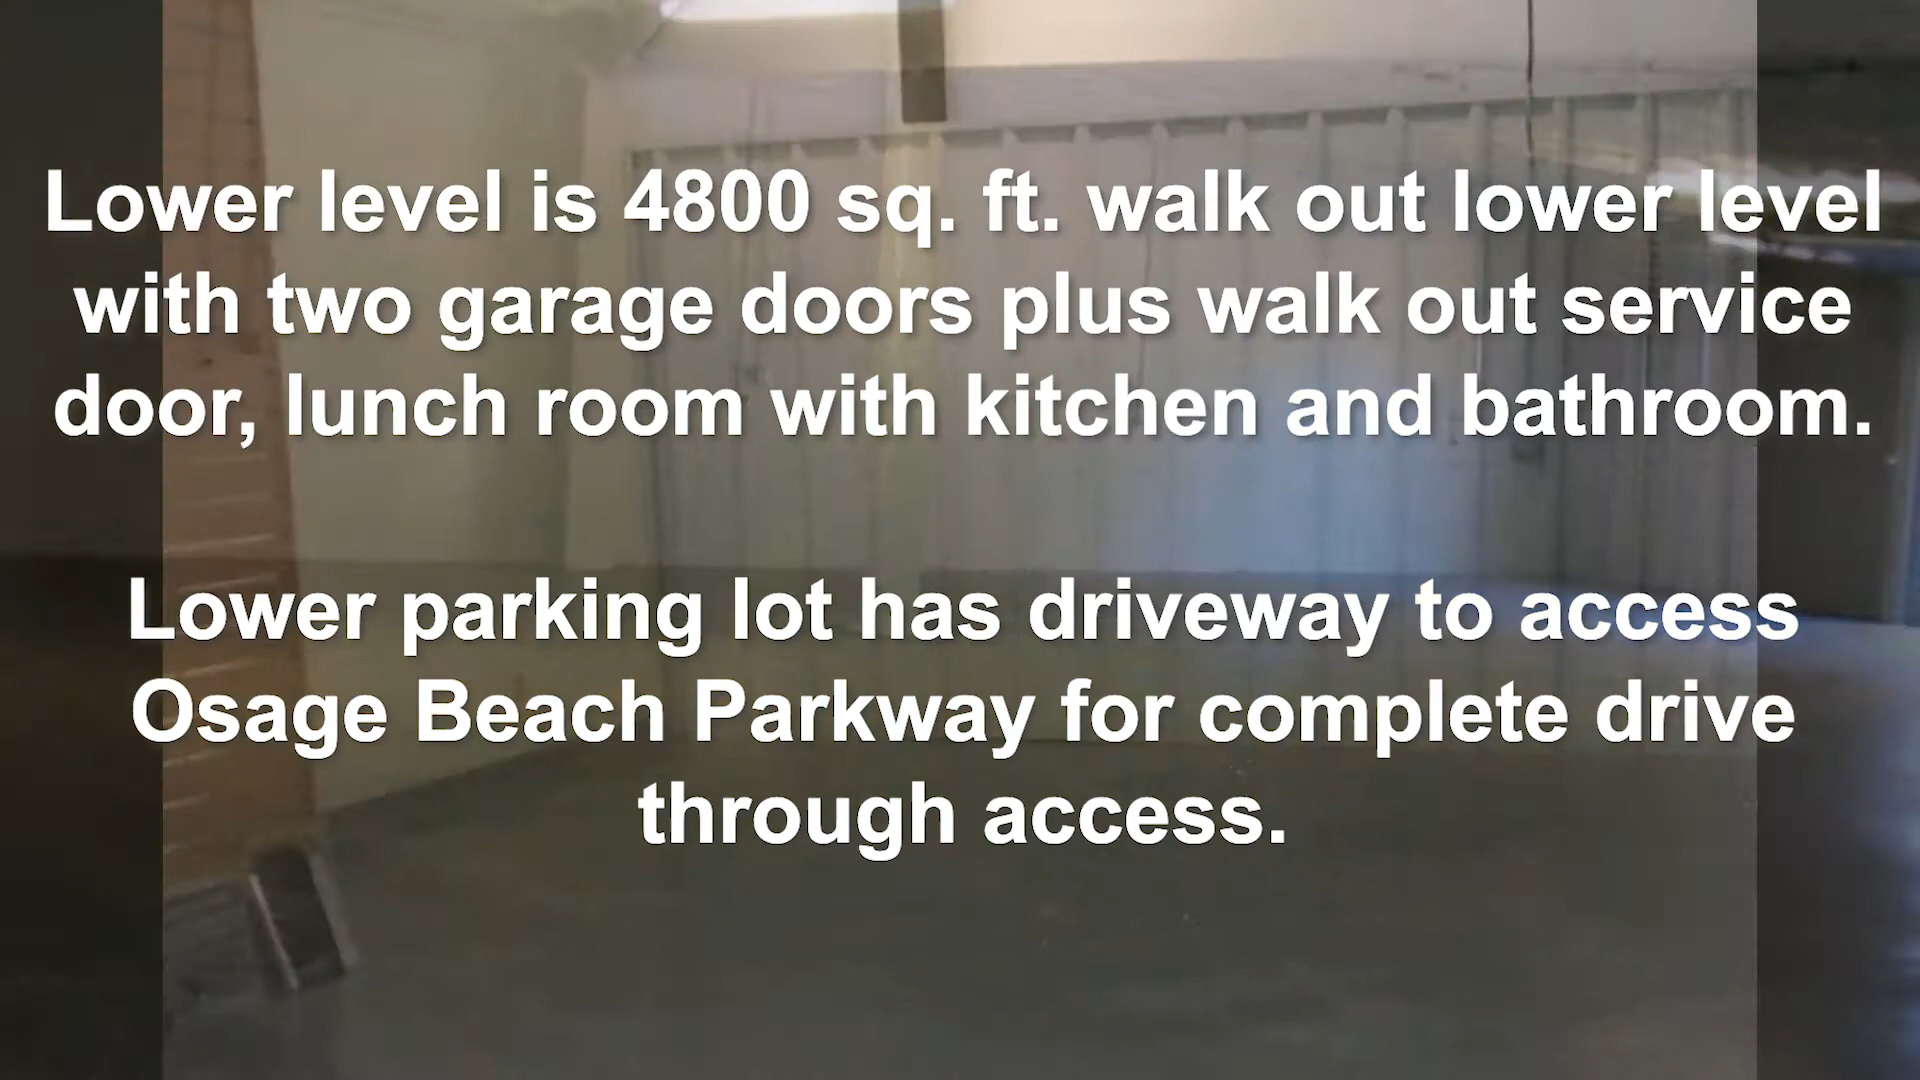 Lower level is 4800 sq. ft. walk out lower level
with two garage doors plus walk out service
door, lunch room with kitchen and bathroom.
Lower parking lot has driveway to access
Osage Beach Parkway for complete drive
through access.